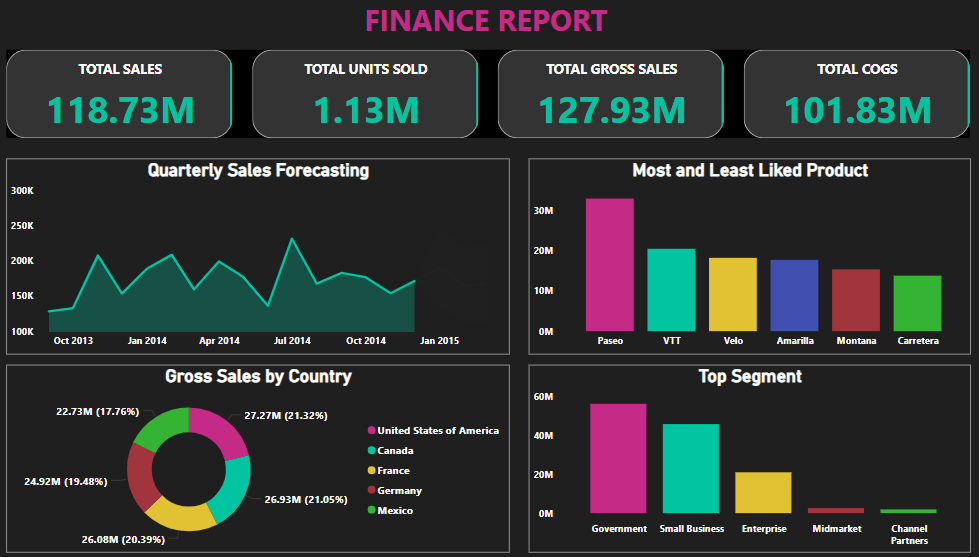 FINANCE REPORT
TOTAL SALES
118.73M
TOTAL UNITS SOLD
1.13M
TOTAL GROSS SALES
127.93M
TOTAL COGS
101.83M
Quarterly Sales Forecasting
300K
250K
200K
150K
100K
Oct 2013
Jan 2014
Apr 2014
Jul 2014
Oct 2014
Jan 2015
Most and Least Liked Product
30M
20M
10M
0M
Paseo
VTT
Velo
Amarilla
Montana
Carretera
Gross Sales by Country
22.73M (17.76%)
27.27M (21.32%)
24.92M (19.48%)
26.93M (21.05%)
26.08M (20.39%)
United States of America
Canada
France
Germany
Mexico
Top Segment
60M
40M
20M
0M
Government
Small Business
Enterprise
Midmarket
Channel
Partners